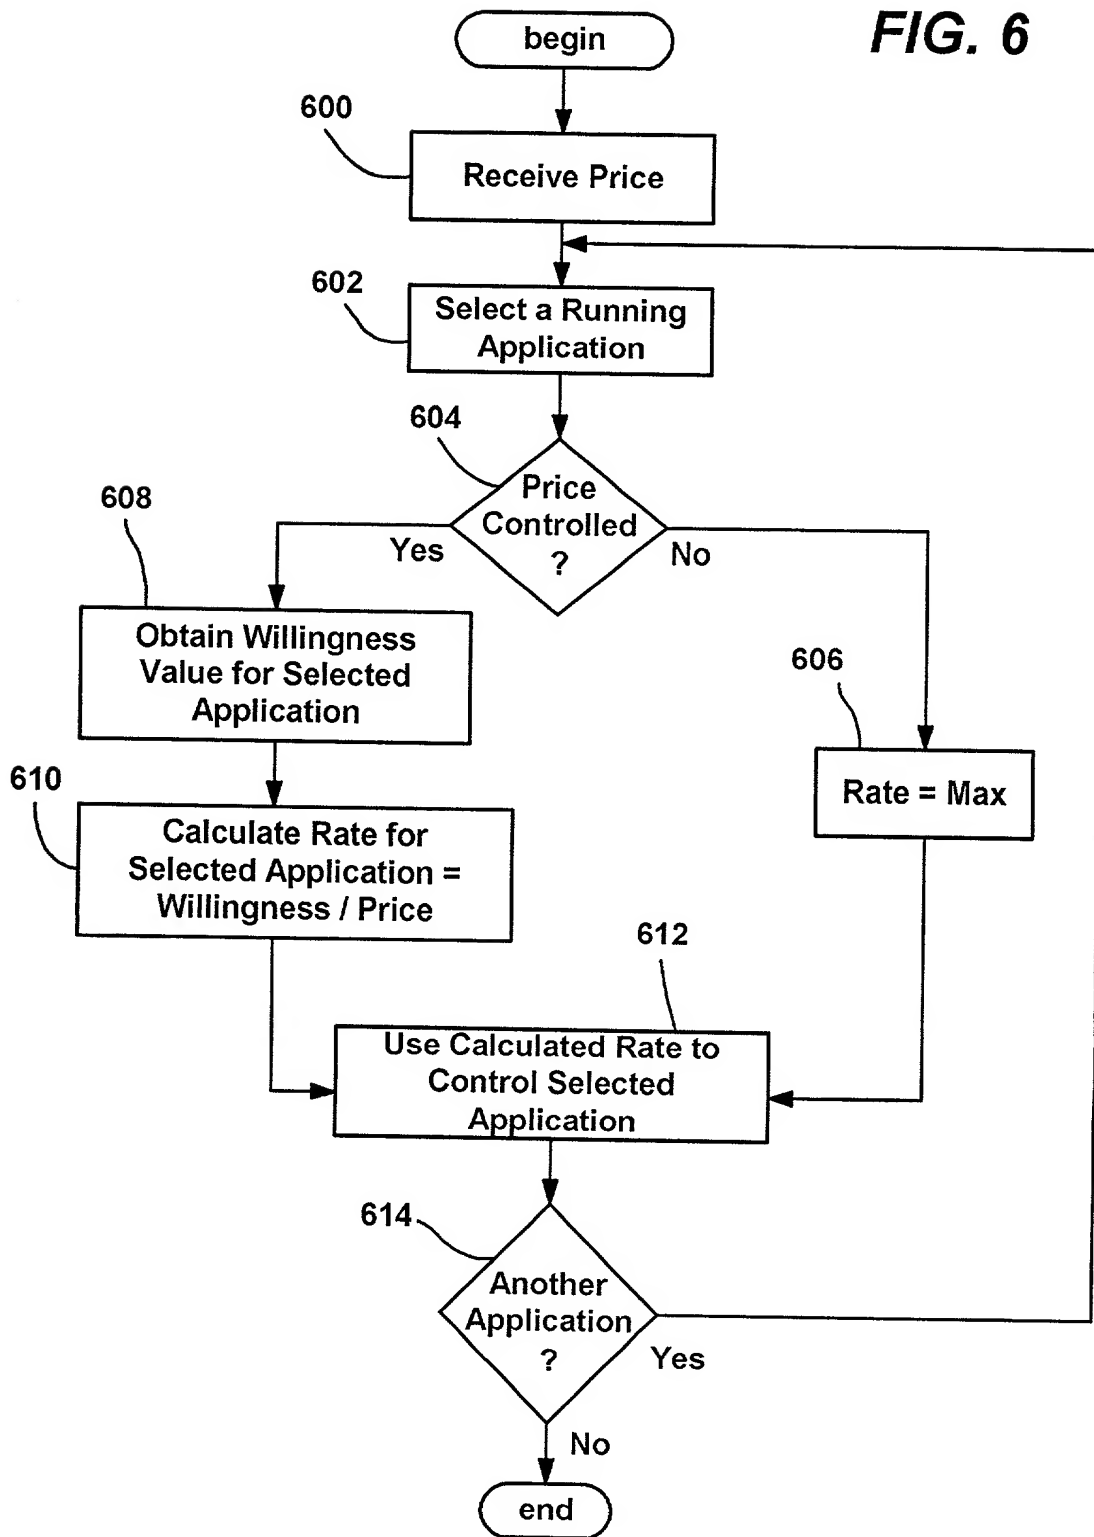 FIG. 6
begin
600
Receive Price
602
Select a Running
Application
604
Price
Controlled
?
Yes
No
608
Obtain Willingness
Value for Selected
Application
606
Rate = Max
610
Calculate Rate for
Selected Application =
Willingness / Price
612
Use Calculated Rate to
Control Selected
Application
614
Another
Application
?
Yes
No
end